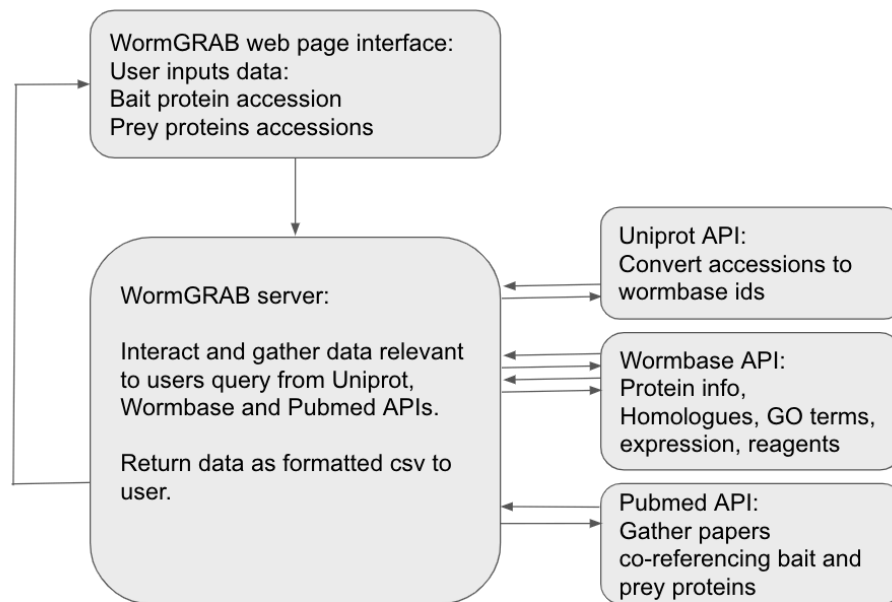 WormGRAB web page interface:
User inputs data:
Bait protein accession
Prey proteins accessions
WormGRAB server:
Interact and gather data relevant
to users query from Uniprot,
Wormbase and Pubmed APIs.
Return data as formatted csv to
user.
Uniprot API:
Convert accessions to
wormbase ids
Wormbase API:
Protein info,
Homologues, GO terms,
expression, reagents
Pubmed API:
Gather papers
co-referencing bait and
prey proteins